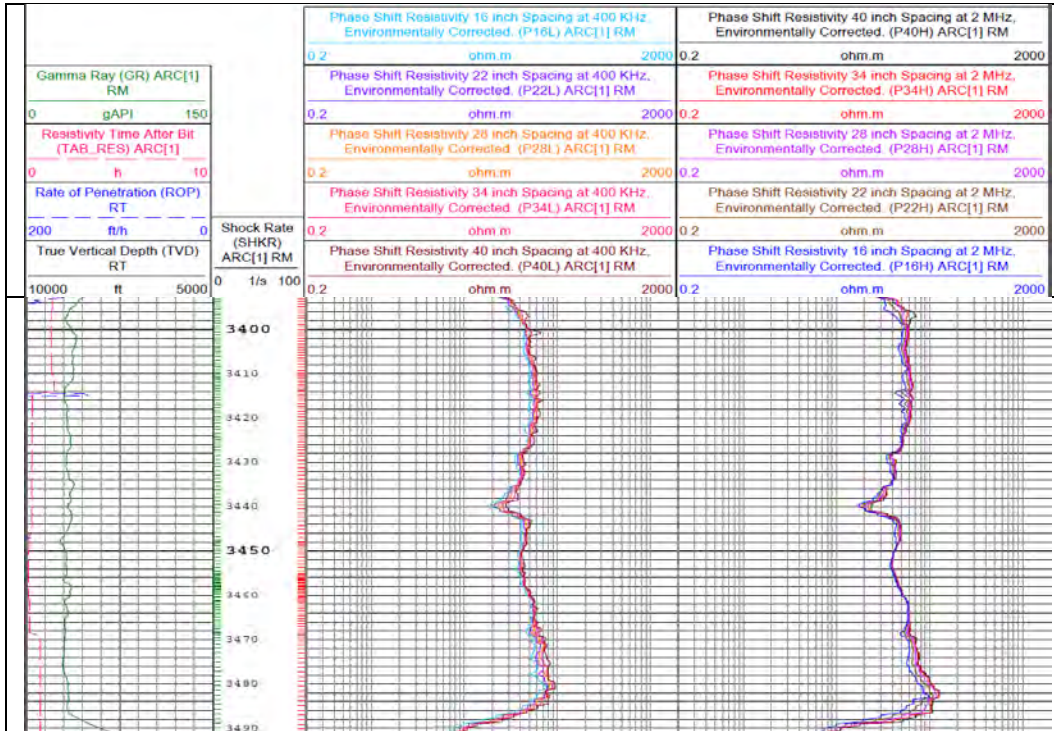 Phase Shift Resistivity 16 inch Spacing at 400 KHz,
Environmentally Corrected. (P16L) ARC[1] RM
0.2 ohm.m 2000
Phase Shift Resistivity 40 inch Spacing at 2 MHz,
Environmentally Corrected. (P40H) ARC[1] RM
0.2 ohm.m 2000
Gamma Ray (GR) ARC[1]
RM
0 gAPI 150
Phase Shift Resistivity 22 inch Spacing at 400 KHz,
Environmentally Corrected. (P22L) ARC[1] RM
0.2 ohm.m 2000
Phase Shift Resistivity 34 inch Spacing at 2 MHz,
Environmentally Corrected. (P34H) ARC[1] RM
0.2 ohm.m 2000
Resistivity Time After Bit
(TAB_RES) ARC[1]
0 h 10
Phase Shift Resistivity 28 inch Spacing at 400 KHz,
Environmentally Corrected. (P28L) ARC[1] RM
0.2 ohm.m 2000
Phase Shift Resistivity 28 inch Spacing at 2 MHz,
Environmentally Corrected. (P28H) ARC[1] RM
0.2 ohm.m 2000
Rate of Penetration (ROP)
RT
200 ft/h 0
Phase Shift Resistivity 34 inch Spacing at 400 KHz,
Environmentally Corrected. (P34L) ARC[1] RM
0.2 ohm.m 2000
Phase Shift Resistivity 22 inch Spacing at 2 MHz,
Environmentally Corrected. (P22H) ARC[1] RM
0.2 ohm.m 2000
True Vertical Depth (TVD)
RT
10000 ft 5000
Shock Rate
(SHKR)
ARC[1] RM
0 1/s 100
Phase Shift Resistivity 40 inch Spacing at 400 KHz,
Environmentally Corrected. (P40L) ARC[1] RM
0.2 ohm.m 2000
Phase Shift Resistivity 16 inch Spacing at 2 MHz,
Environmentally Corrected. (P16H) ARC[1] RM
0.2 ohm.m 2000
3400
3410
3420
3430
3440
3450
3460
3470
3480
3490